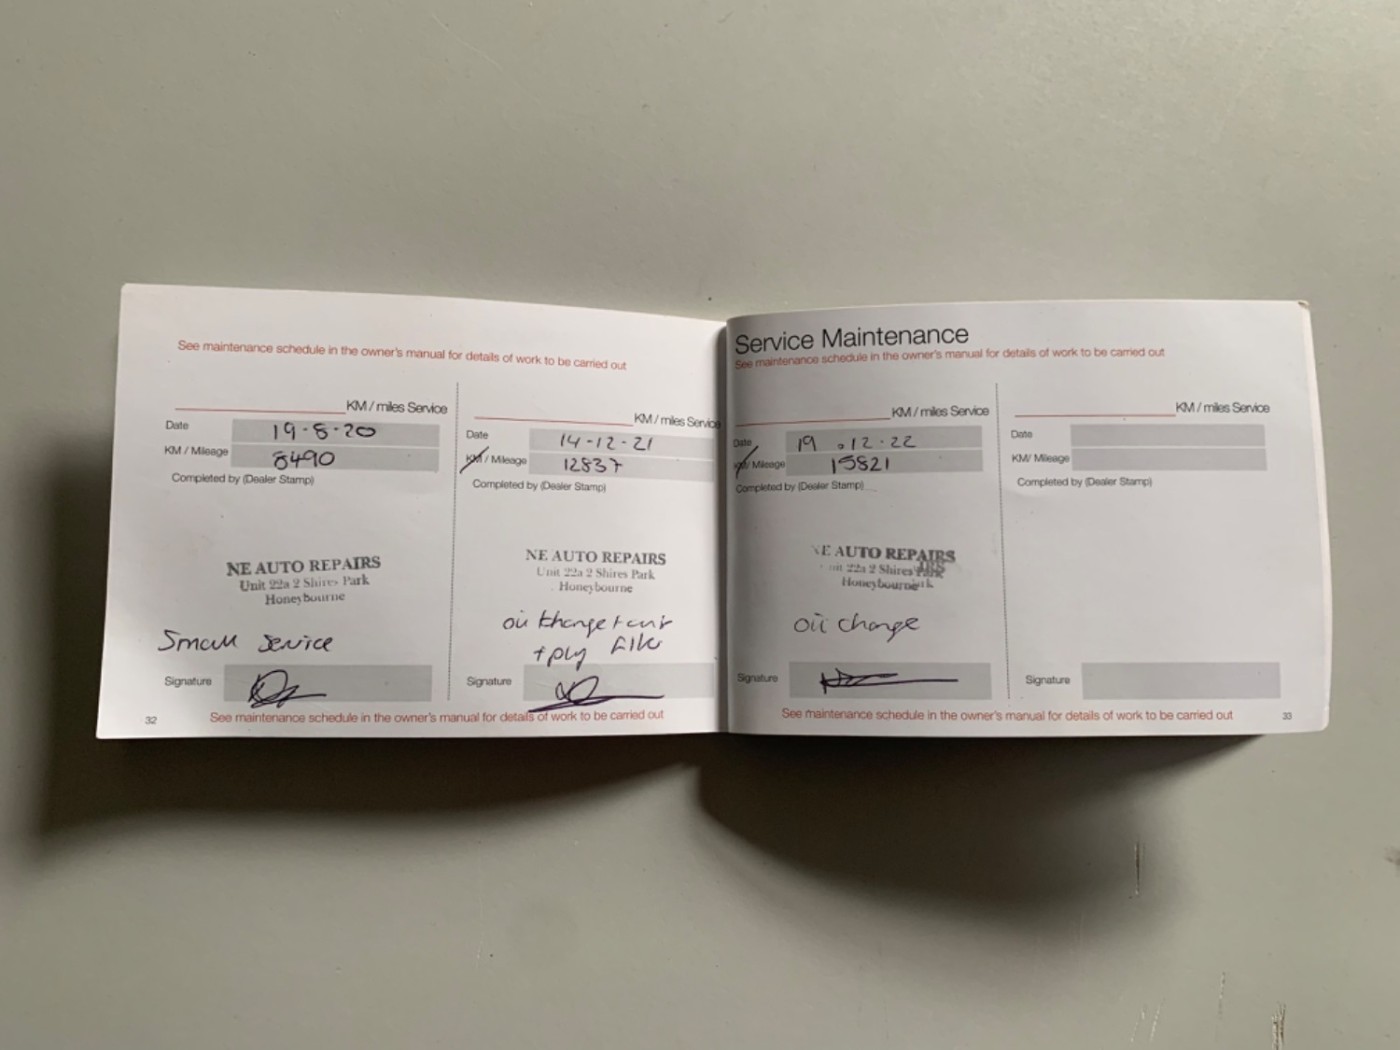 See maintenance schedule in the owner's manual for details of work to be carried out
KM / miles Service
Date 19-8-20
KM / Mileage 8490
Completed by (Dealer Stamp)
NE AUTO REPAIRS
Unit 22a 2 Shires Park
Honeybourne
Small Service
Signature
KM / miles Service
Date 14-12-21
KM / Mileage 12837
Completed by (Dealer Stamp)
NE AUTO REPAIRS
Unit 22a 2 Shires Park
Honeybourne
oil
Signature
32
See maintenance schedule in the owner's manual for details of work to be carried out
Service Maintenance
See maintenance schedule in the owner's manual for details of work to be carried out
KM / miles Service
Date 19.12.22
KM/ Mileage 15821
Completed by (Dealer Stamp)
NE AUTO REPAIRS
22a 2 Shires Park
Honeybourne
oil change
Signature
KM / miles Service
Date
KM/ Mileage
Completed by (Dealer Stamp)
Signature
See maintenance schedule in the owner's manual for details of work to be carried out
33